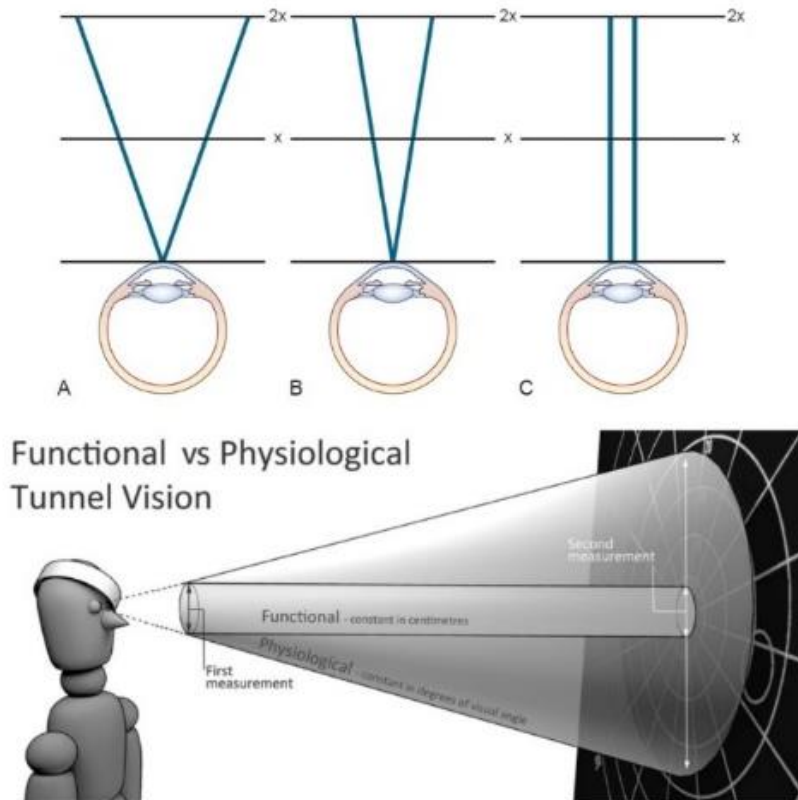 2x
2x
2x
x
x
x
A
B
C
Functional vs Physiological
Tunnel Vision
Second
measurement
Functional - constant in centimetres
Physiological - constant in degrees of visual angle
First
measurement